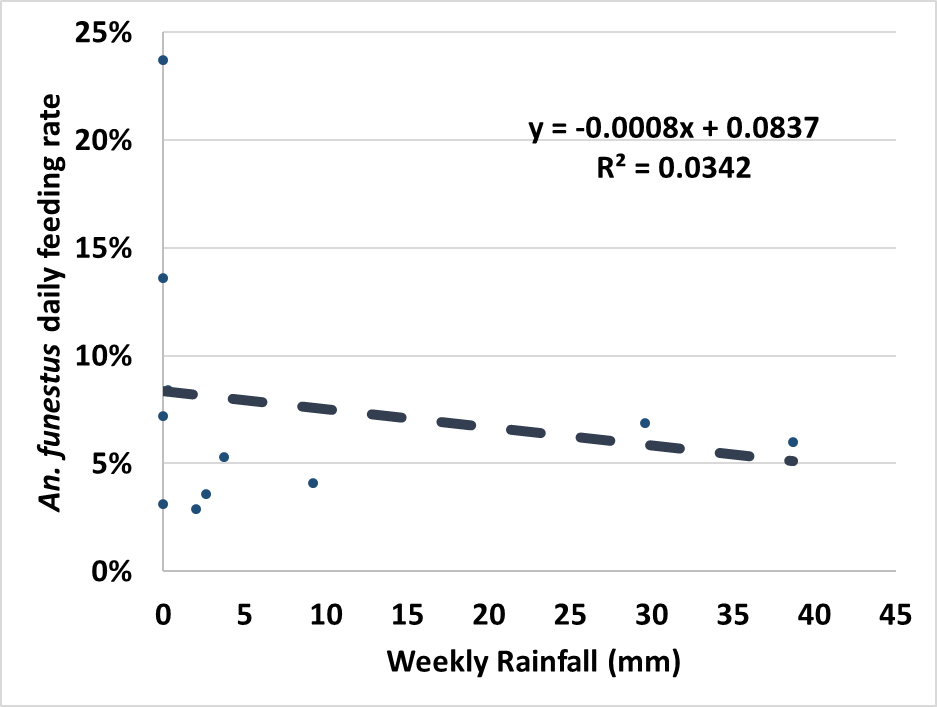 25%
20%
15%
10%
5%
0%
An. funestus daily feeding rate
y = -0.0008x + 0.0837
R² = 0.0342
0 5 10 15 20 25 30 35 40 45
Weekly Rainfall (mm)